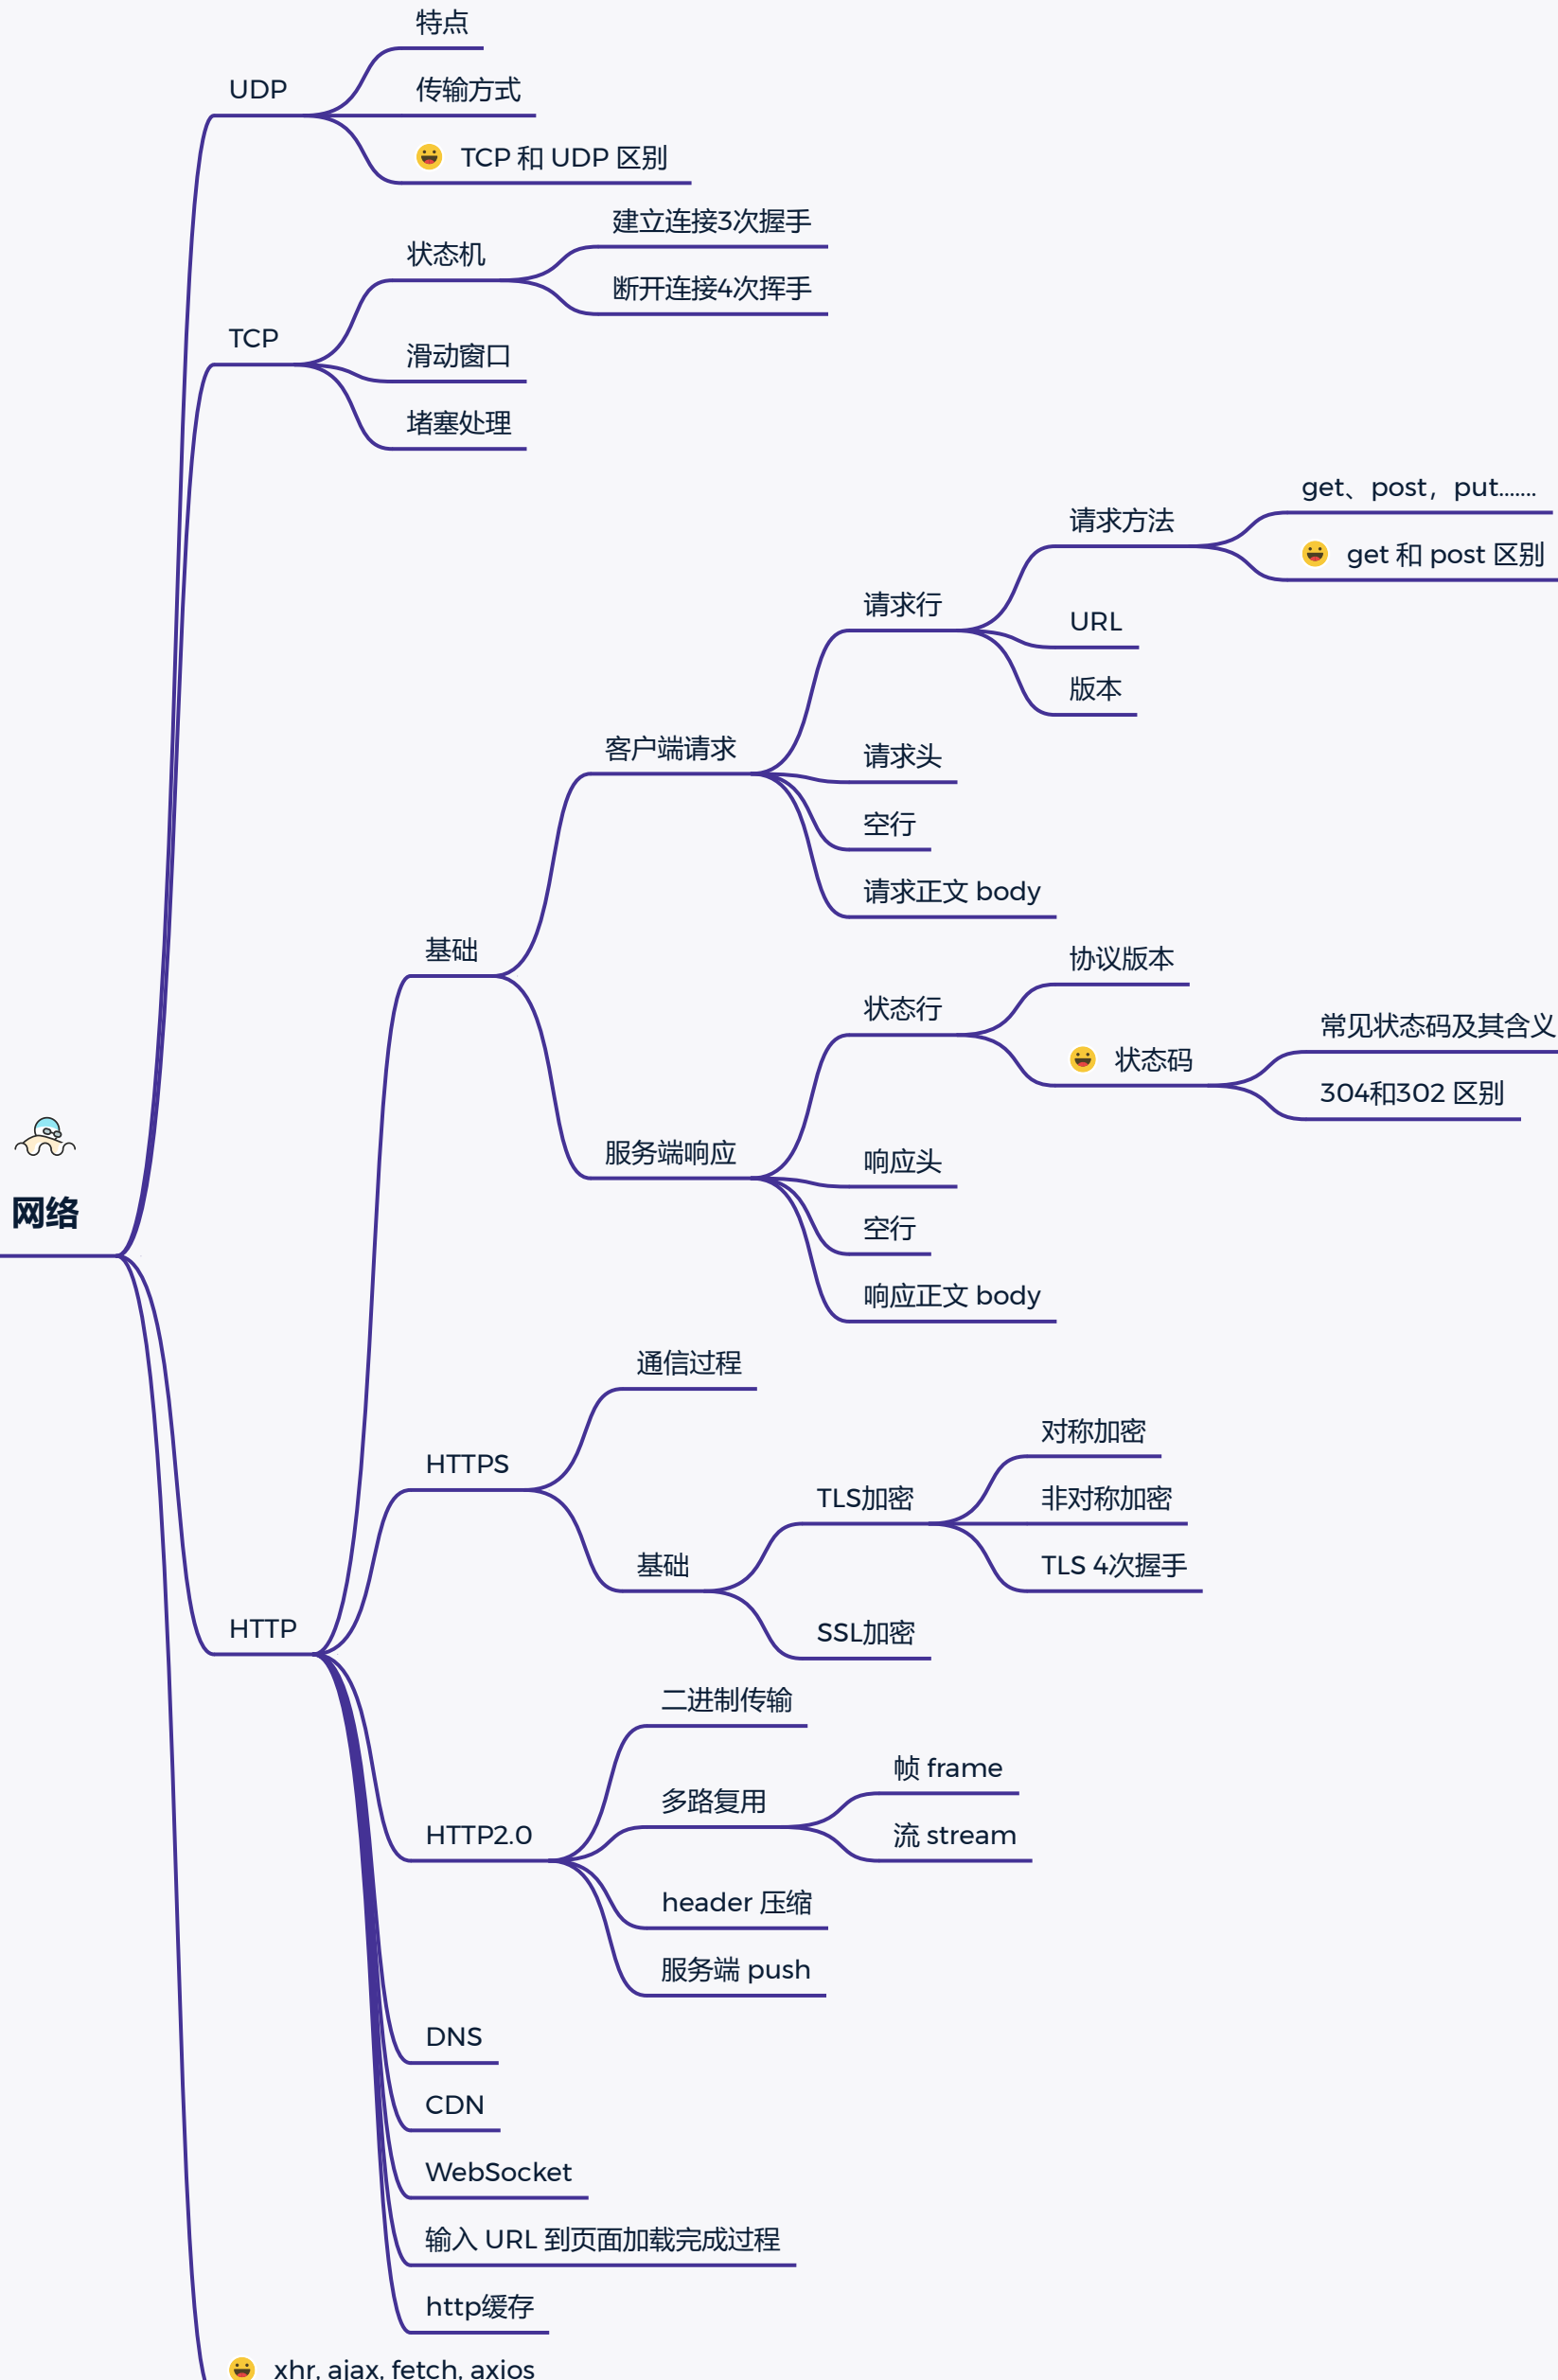 特点
UDP
传输方式
TCP 和 UDP 区别
建立连接3次握手
状态机
断开连接4次挥手
TCP
滑动窗口
堵塞处理
get、post，put.......
请求方法
get 和 post 区别
请求行
URL
版本
客户端请求
请求头
空行
请求正文 body
基础
协议版本
状态行
常见状态码及其含义
状态码
304和302 区别
服务端响应
响应头
网络
空行
响应正文 body
通信过程
对称加密
HTTPS
TLS加密
非对称加密
基础
TLS 4次握手
HTTP
SSL加密
二进制传输
帧 frame
多路复用
HTTP2.0
流 stream
header 压缩
服务端 push
DNS
CDN
WebSocket
输入 URL 到页面加载完成过程
http缓存
xhr, ajax, fetch, axios